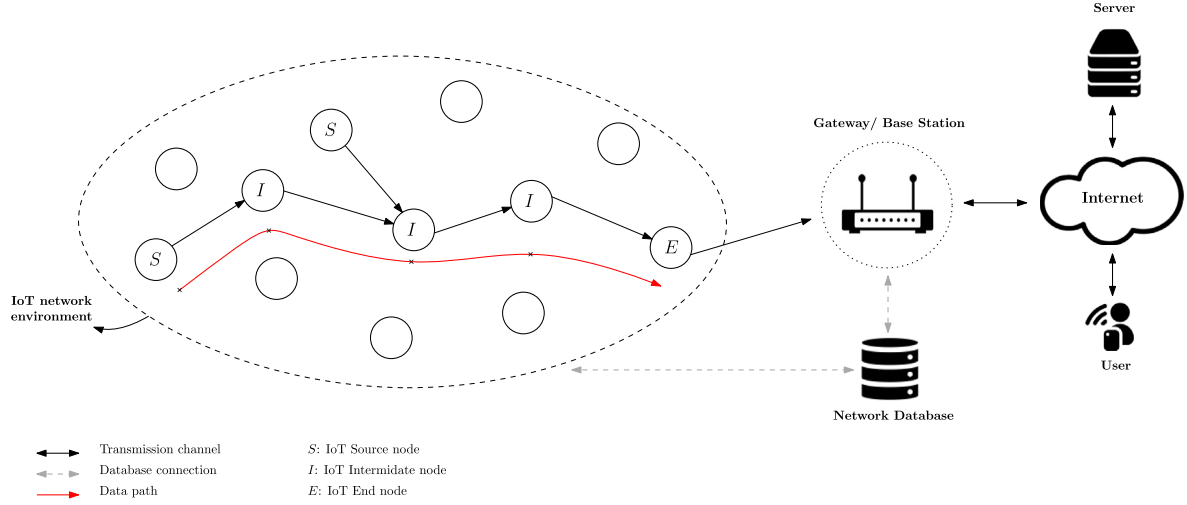 Server
Gateway/ Base Station
S
I
I
Internet
I
E
S
IoT network
environment
User
Network Database
Transmission channel
S: IoT Source node
Database connection
I: IoT Intermidate node
Data path
E: IoT End node